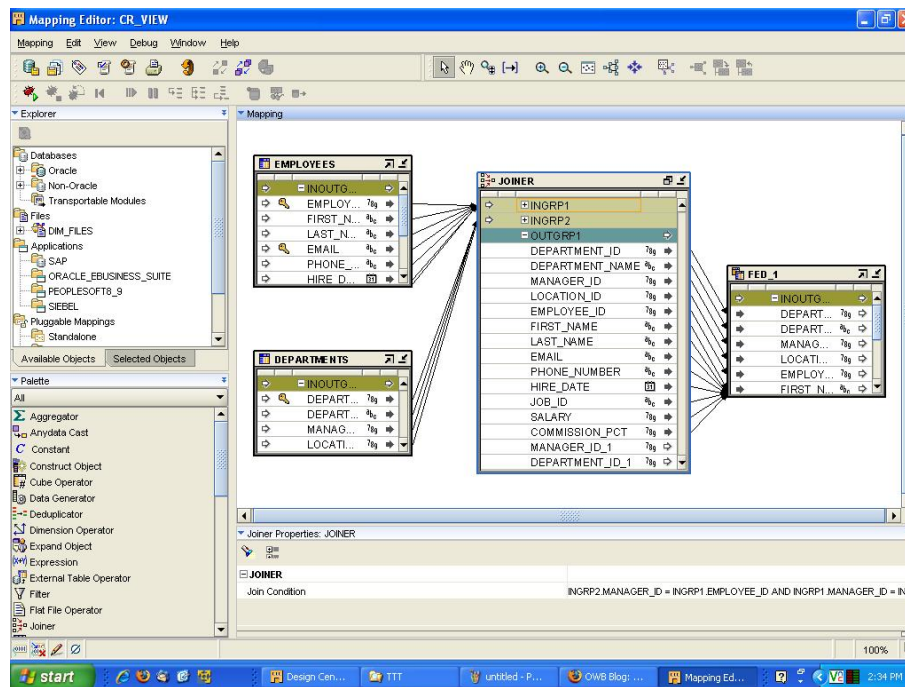 Mapping Editor: CR_VIEW
Mapping Edit View Debug Window Help
Explorer
Databases
Oracle
Non-Oracle
Transportable Modules
Files
DIM_FILES
Applications
SAP
ORACLE_EBUSINESS_SUITE
PEOPLESOFT8_9
SIEBEL
Pluggable Mappings
Standalone
Available Objects Selected Objects
Palette
All
Aggregator
Anydata Cast
Constant
Construct Object
Cube Operator
Data Generator
Deduplicator
Dimension Operator
Expand Object
Expression
External Table Operator
Filter
Flat File Operator
Joiner
Mapping
EMPLOYEES
INOUTG...
EMPLOY...
FIRST_N...
LAST_N...
EMAIL
PHONE_...
HIRE_D...
DEPARTMENTS
INOUTG...
DEPART...
DEPART...
MANAG...
LOCATI...
JOINER
INGRP1
INGRP2
OUTGRP1
DEPARTMENT_ID
DEPARTMENT_NAME
MANAGER_ID
LOCATION_ID
EMPLOYEE_ID
FIRST_NAME
LAST_NAME
EMAIL
PHONE_NUMBER
HIRE_DATE
JOB_ID
SALARY
COMMISSION_PCT
MANAGER_ID_1
DEPARTMENT_ID_1
FED_1
INOUTG...
DEPART...
DEPART...
MANAG...
LOCATI...
EMPLOY...
FIRST_N...
Joiner Properties: JOINER
JOINER
Join Condition INGRP2.MANAGER_ID = INGRP1.EMPLOYEE_ID AND INGRP1.MANAGER_ID = IN
100%
start Design Cen... TTT untitled - P... OWB Blog: ... Mapping Ed... 2:34 PM